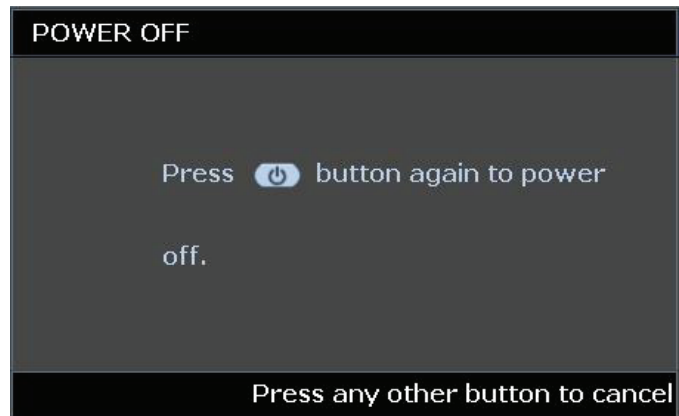 POWER OFF
Press button again to power
off.
Press any other button to cancel